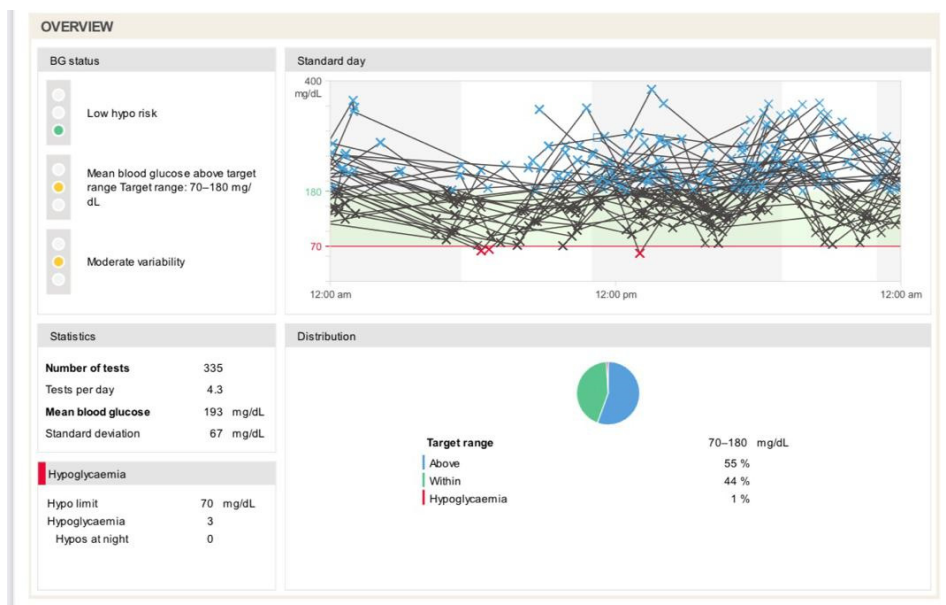 OVERVIEW
BG status
Low hypo risk
Mean blood glucose above target
range Target range: 70–180 mg/
dL
Moderate variability
Standard day
400
mg/dL
180
70
12:00 am
12:00 pm
12:00 am
Statistics
Number of tests 335
Tests per day 4.3
Mean blood glucose 193 mg/dL
Standard deviation 67 mg/dL
Hypoglycaemia
Hypo limit 70 mg/dL
Hypoglycaemia 3
Hypos at night 0
Distribution
Target range 70–180 mg/dL
Above 55 %
Within 44 %
Hypoglycaemia 1 %